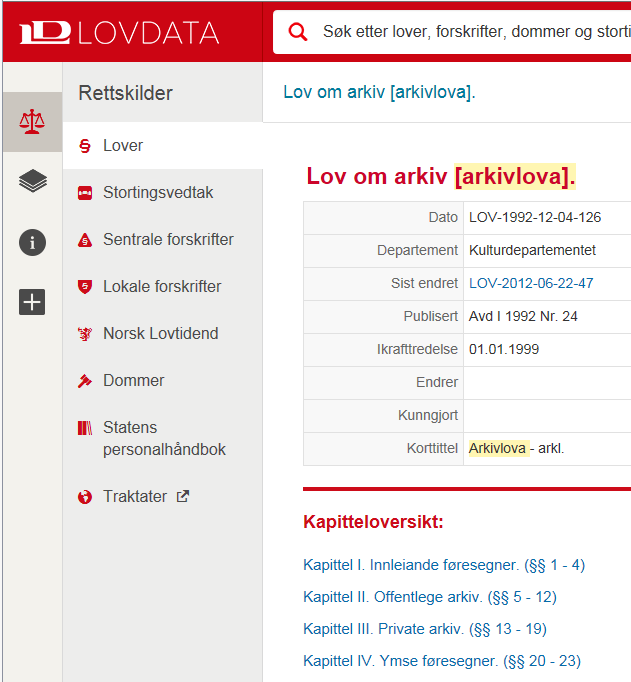 LOVDATA
Søk etter lover, forskrifter, dommer og storti
Rettskilder
Lover
Stortingsvedtak
Sentrale forskrifter
Lokale forskrifter
Norsk Lovtidend
Dommer
Statens
personalhåndbok
Traktater
Lov om arkiv [arkivlova].
Lov om arkiv [arkivlova].
Dato LOV-1992-12-04-126
Departement Kulturdepartementet
Sist endret LOV-2012-06-22-47
Publisert Avd I 1992 Nr. 24
Ikrafttredelse 01.01.1999
Endrer
Kunngjort
Korttittel Arkivlova - arkl.
Kapitteloversikt:
Kapittel I. Innleiande føresegner. (§§ 1 - 4)
Kapittel II. Offentlege arkiv. (§§ 5 - 12)
Kapittel III. Private arkiv. (§§ 13 - 19)
Kapittel IV. Ymse føresegner. (§§ 20 - 23)